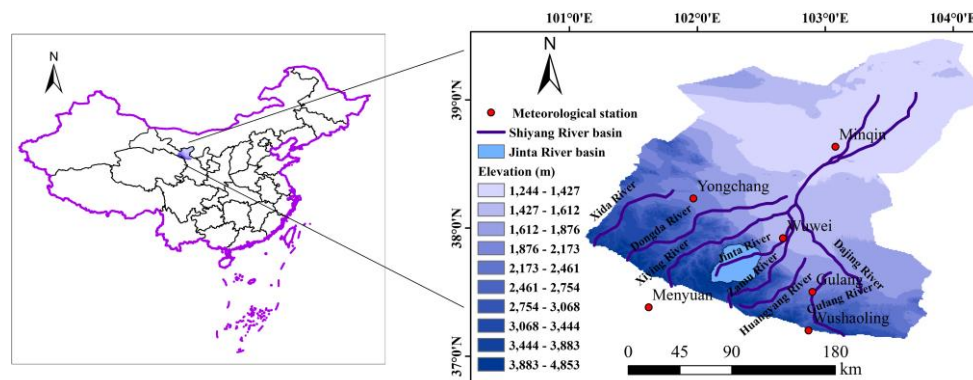 N
101°0'E
102°0'E
103°0'E
104°0'E
39°0'N
38°0'N
37°0'N
N
Meteorological station
Shiyang River basin
Jinta River basin
Elevation (m)
1,244 - 1,427
1,427 - 1,612
1,612 - 1,876
1,876 - 2,173
2,173 - 2,461
2,461 - 2,754
2,754 - 3,068
3,068 - 3,444
3,444 - 3,883
3,883 - 4,853
Minqin
Yongchang
Xida River
Dongda River
Wuwei
Xiying River
Jinta River
Zamu River
Dajing River
Huangyang River
Gulang
Gulang River
Menyuan
Wushaoling
0 45 90 180
km